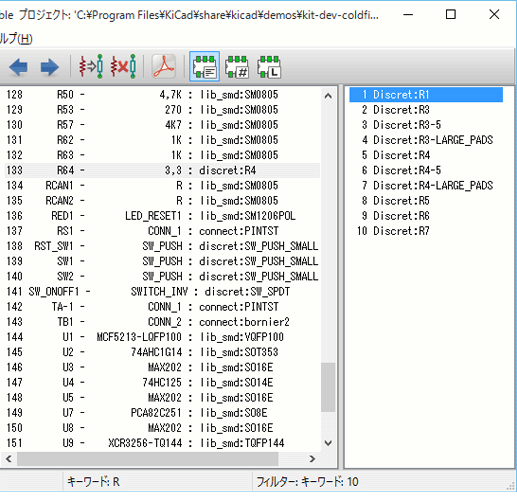 ble プロジェクト: 'C:¥Program Files¥KiCad¥share¥kicad¥demos¥kit-dev-coldfi...
ルプ(H)
128 R50 - 4,7K : lib_smd:SM0805
129 R53 - 270 : lib_smd:SM0805
130 R57 - 4K7 : lib_smd:SM0805
131 R62 - 1K : lib_smd:SM0805
132 R63 - 1K : lib_smd:SM0805
133 R64 - 3,3 : discret:R4
134 RCAN1 - R : lib_smd:SM0805
135 RCAN2 - R : lib_smd:SM0805
136 RED1 - LED_RESET1 : lib_smd:SM1206POL
137 RS1 - CONN_1 : connect:PINTST
138 RST_SW1 - SW_PUSH : discret:SW_PUSH_SMALL
139 SW1 - SW_PUSH : discret:SW_PUSH_SMALL
140 SW2 - SW_PUSH : discret:SW_PUSH_SMALL
141 SW_ONOFF1 - SWITCH_INV : discret:SW_SPDT
142 TA-1 - CONN_1 : connect:PINTST
143 TB1 - CONN_2 : connect:bornier2
144 U1 - MCF5213-LQFP100 : lib_smd:VQFP100
145 U2 - 74AHC1G14 : lib_smd:SOT353
146 U3 - MAX202 : lib_smd:SO16E
147 U4 - 74HC125 : lib_smd:SO14E
148 U5 - MAX202 : lib_smd:SO16E
149 U7 - PCA82C251 : lib_smd:SO8E
150 U8 - MAX202 : lib_smd:SO16E
151 U9 - XCR3256-TQ144 : lib_smd:TQFP144
1 Discret:R1
2 Discret:R3
3 Discret:R3-5
4 Discret:R3-LARGE_PADS
5 Discret:R4
6 Discret:R4-5
7 Discret:R4-LARGE_PADS
8 Discret:R5
9 Discret:R6
10 Discret:R7
キーワード: R
フィルター: キーワード: 10